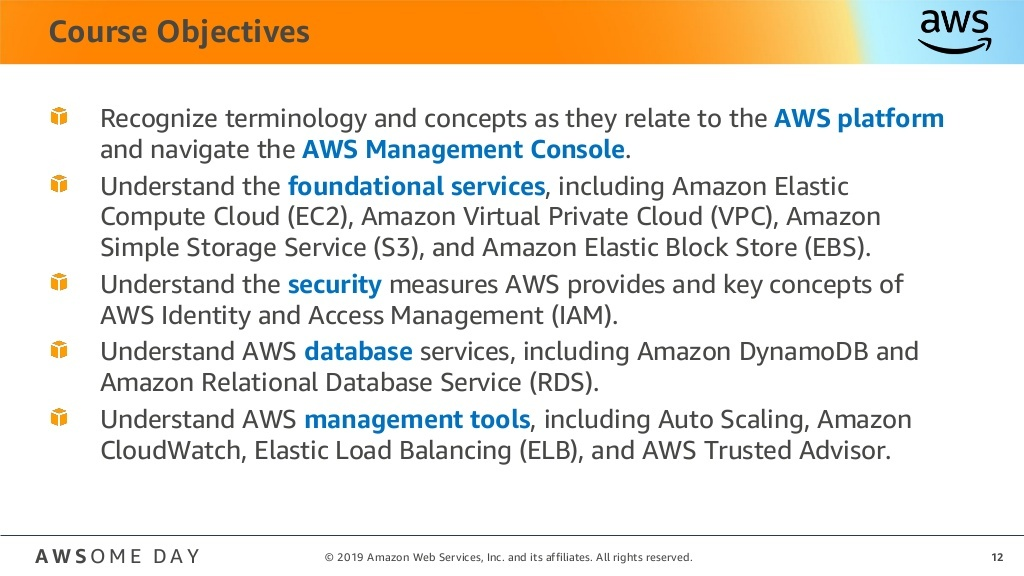 Course Objectives
aws
Recognize terminology and concepts as they relate to the AWS platform
and navigate the AWS Management Console.
Understand the foundational services, including Amazon Elastic
Compute Cloud (EC2), Amazon Virtual Private Cloud (VPC), Amazon
Simple Storage Service (S3), and Amazon Elastic Block Store (EBS).
Understand the security measures AWS provides and key concepts of
AWS Identity and Access Management (IAM).
Understand AWS database services, including Amazon DynamoDB and
Amazon Relational Database Service (RDS).
Understand AWS management tools, including Auto Scaling, Amazon
CloudWatch, Elastic Load Balancing (ELB), and AWS Trusted Advisor.
AWSOME DAY
© 2019 Amazon Web Services, Inc. and its affiliates. All rights reserved.
12